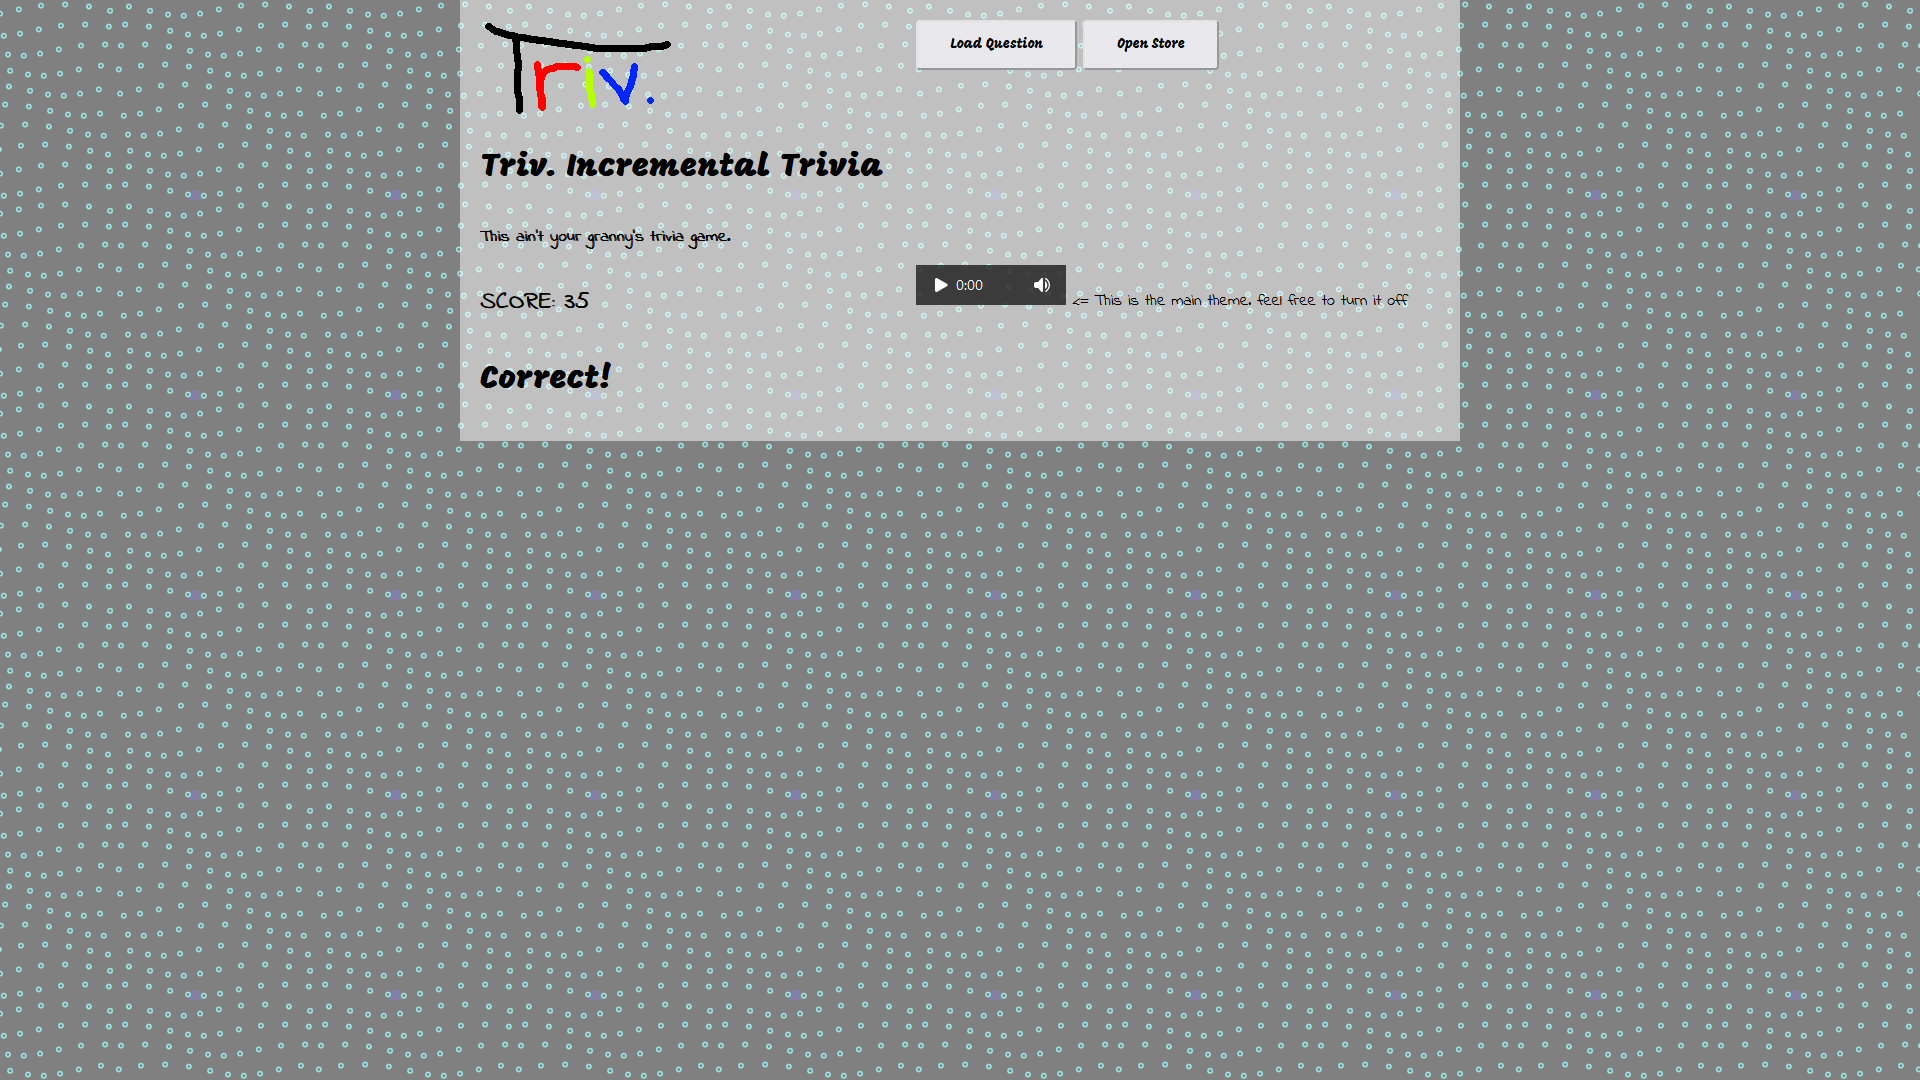 Triv.
Load Question
Open Store
Triv. Incremental Trivia
This ain't your granny's trivia game.
0:00
<= This is the main theme. feel free to turn it off
SCORE: 35
Correct!